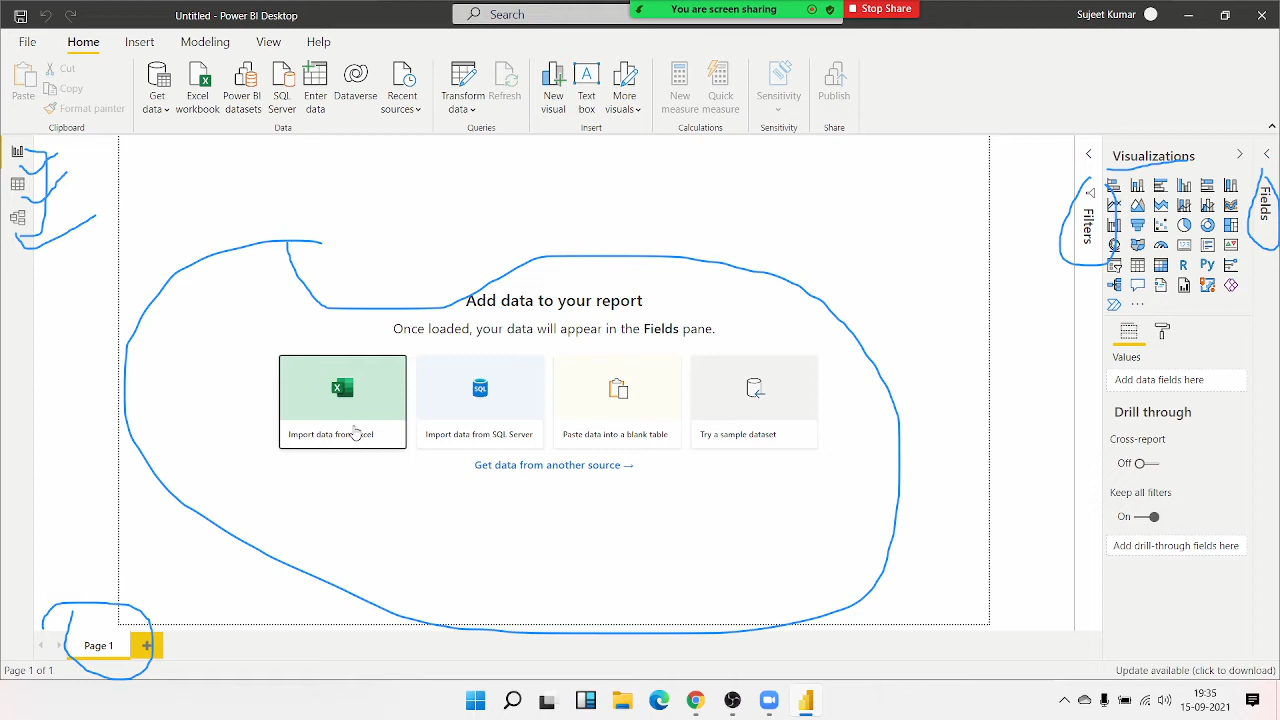 Untitled - Power BI Desktop
Search
You are screen sharing
Stop Share
Sujeet Kumar
File Home Insert Modeling View Help
Paste
Cut
Copy
Format painter
Clipboard
Get data
Excel workbook
Power BI datasets
SQL Server
Enter data
Dataverse
Recent sources
Data
Transform data
Refresh
Queries
New visual
Text box
More visuals
Insert
New measure
Quick measure
Calculations
Sensitivity
Sensitivity
Publish
Share
Add data to your report
Once loaded, your data will appear in the Fields pane.
Import data from Excel
Import data from SQL Server
SQL
Paste data into a blank table
Try a sample dataset
Get data from another source →
Filters
Visualizations
R
Py
Values
Add data fields here
Drill through
Cross-report
Off
Keep all filters
On
Add drill-through fields here
Fields
Page 1
Page 1 of 1
Update available (click to download)
19:35
15-09-2021